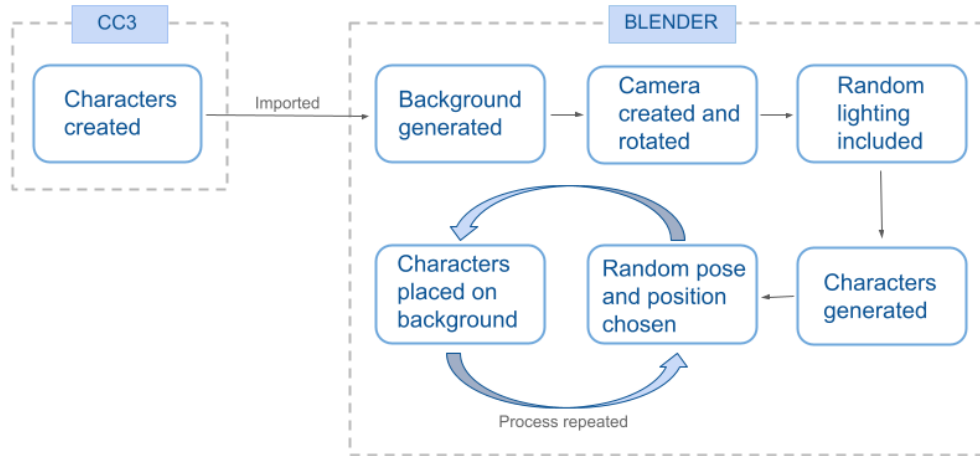 CC3
BLENDER
Characters
created
Imported
Background
generated
Camera
created and
rotated
Random
lighting
included
Characters
placed on
background
Random pose
and position
chosen
Characters
generated
Process repeated